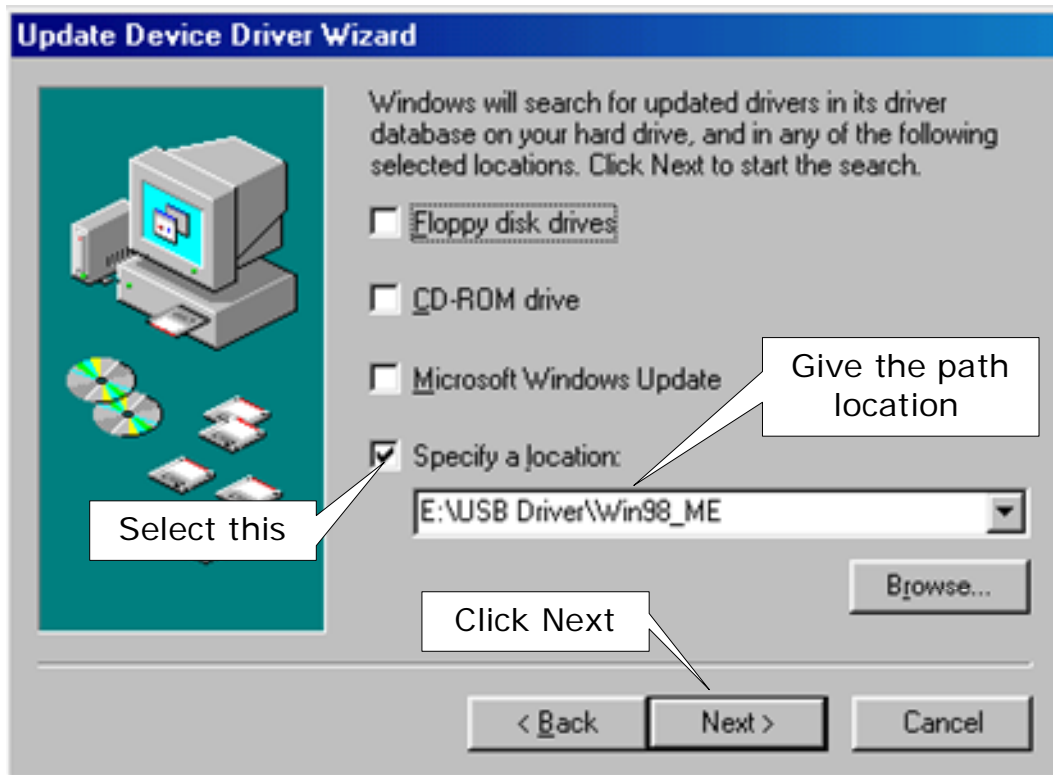 Update Device Driver Wizard
Windows will search for updated drivers in its driver
database on your hard drive, and in any of the following
selected locations. Click Next to start the search.
Floppy disk drives
CD-ROM drive
Microsoft Windows Update
Give the path
location
Specify a location:
Select this
E:\USB Driver\Win98_ME
Browse...
Click Next
< Back
Next >
Cancel